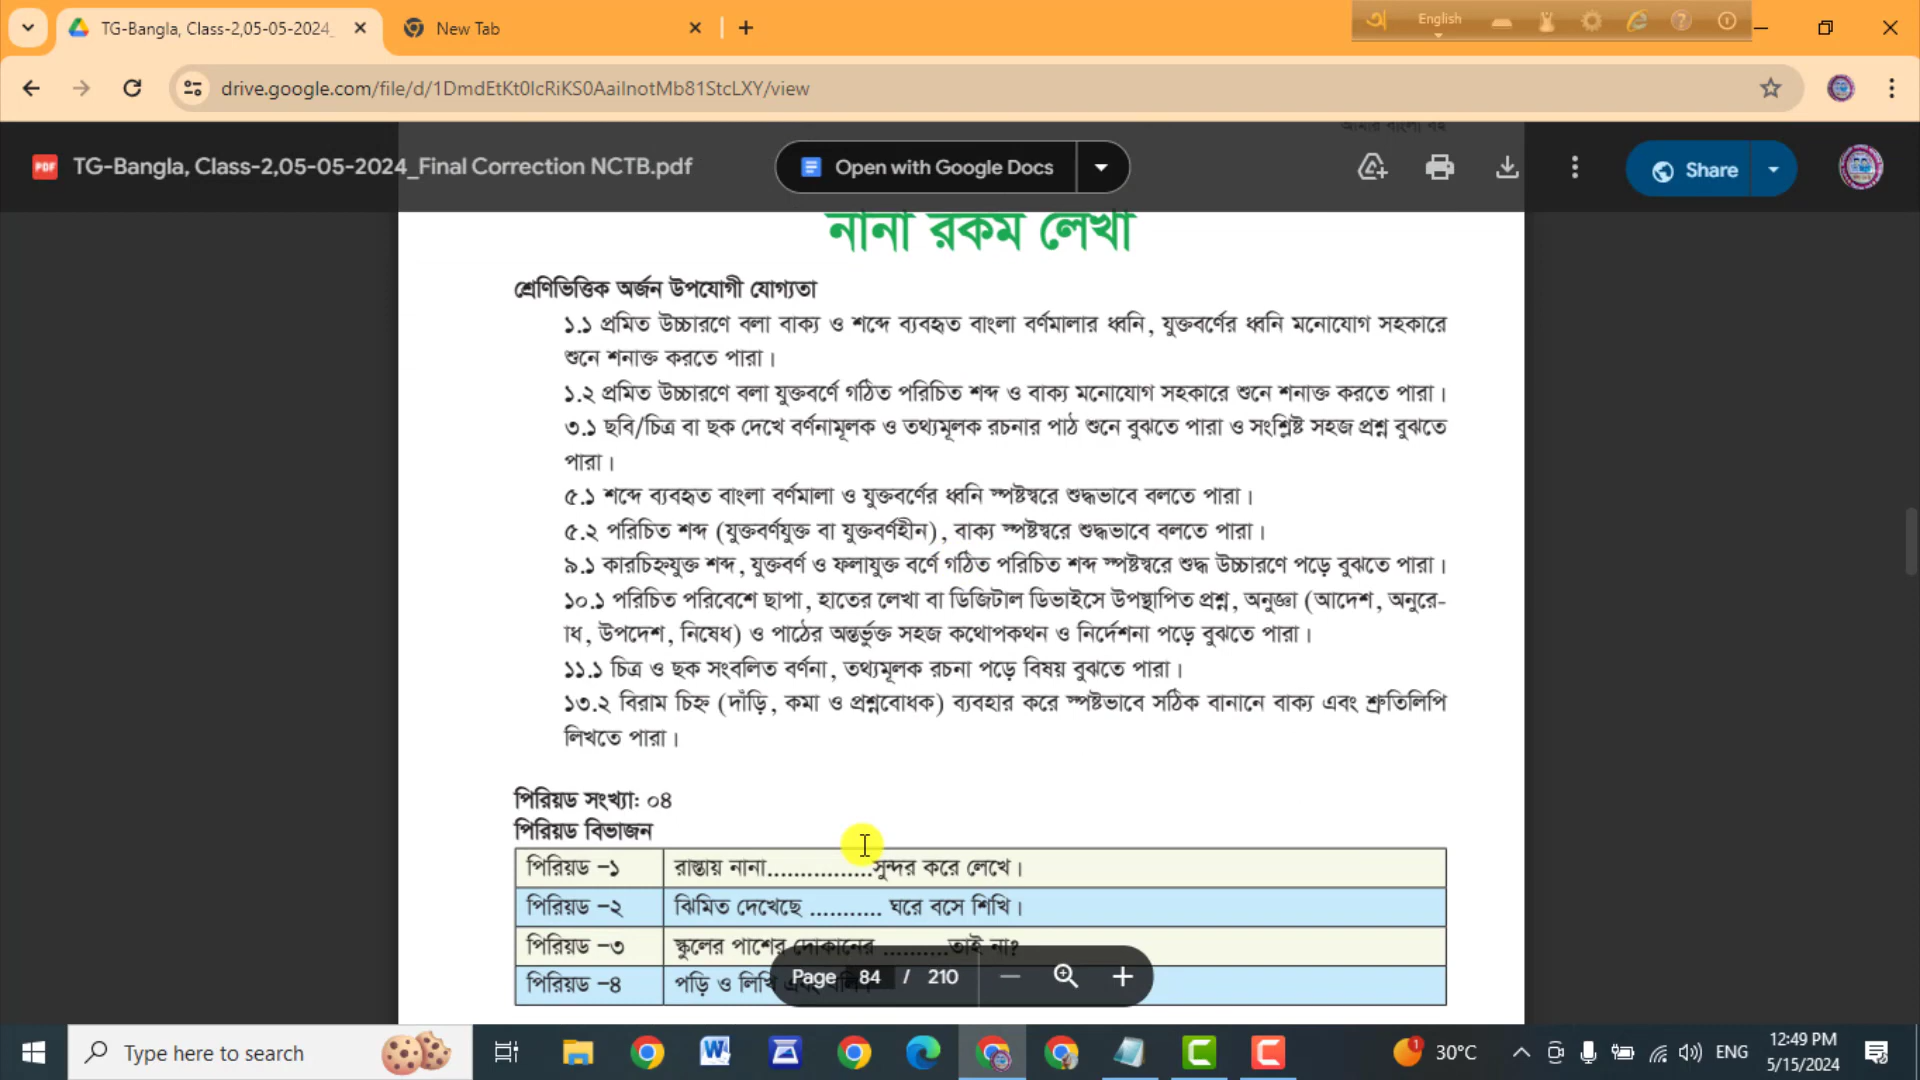 TG-Bangla, Class-2,05-05-2024_
New Tab
English
drive.google.com/file/d/1DmdEtKt0lcRiKS0AailnotMb81StcLXY/view
আমার বাংলা বই
PDF TG-Bangla, Class-2,05-05-2024_Final Correction NCTB.pdf
Open with Google Docs
Share
নানা রকম লেখা
শ্রেণিভিত্তিক অর্জন উপযোগী যোগ্যতা
১.১ প্রমিত উচ্চারণে বলা বাক্য ও শব্দে ব্যবহৃত বাংলা বর্ণমালার ধ্বনি, যুক্তবর্ণের ধ্বনি মনোযোগ সহকারে
শুনে শনাক্ত করতে পারা।
১.২ প্রমিত উচ্চারণে বলা যুক্তবর্ণে গঠিত পরিচিত শব্দ ও বাক্য মনোযোগ সহকারে শুনে শনাক্ত করতে পারা।
৩.১ ছবি/চিত্র বা ছক দেখে বর্ণনামূলক ও তথ্যমূলক রচনার পাঠ শুনে বুঝতে পারা ও সংশ্লিষ্ট সহজ প্রশ্ন বুঝতে
পারা।
৫.১ শব্দে ব্যবহৃত বাংলা বর্ণমালা ও যুক্তবর্ণের ধ্বনি স্পষ্টস্বরে শুদ্ধভাবে বলতে পারা।
৫.২ পরিচিত শব্দ (যুক্তবর্ণযুক্ত বা যুক্তবর্ণহীন), বাক্য স্পষ্টস্বরে শুদ্ধভাবে বলতে পারা।
৯.১ কারচিহ্নযুক্ত শব্দ, যুক্তবর্ণ ও ফলাযুক্ত বর্ণে গঠিত পরিচিত শব্দ স্পষ্টস্বরে শুদ্ধ উচ্চারণে পড়ে বুঝতে পারা।
১০.১ পরিচিত পরিবেশে ছাপা, হাতের লেখা বা ডিজিটাল ডিভাইসে উপস্থাপিত প্রশ্ন, অনুজ্ঞা (আদেশ, অনুরে-
াধ, উপদেশ, নিষেধ) ও পাঠের অন্তর্ভুক্ত সহজ কথোপকথন ও নির্দেশনা পড়ে বুঝতে পারা।
১১.১ চিত্র ও ছক সংবলিত বর্ণনা, তথ্যমূলক রচনা পড়ে বিষয় বুঝতে পারা।
১৩.২ বিরাম চিহ্ন (দাঁড়ি, কমা ও প্রশ্নবোধক) ব্যবহার করে স্পষ্টভাবে সঠিক বানানে বাক্য এবং শ্রুতিলিপি
লিখতে পারা।
পিরিয়ড সংখ্যা: ০৪
পিরিয়ড বিভাজন
পিরিয়ড -১ রাস্তায় নানা................সুন্দর করে লেখে।
পিরিয়ড -২ ঝিমিত দেখেছে ........... ঘরে বসে শিখি।
পিরিয়ড -৩ স্কুলের পাশের দোকানের ..........তাই না?
পিরিয়ড -৪ পড়ি ও লিখি
Page 84 / 210
Type here to search
30°C
ENG
12:49 PM
5/15/2024